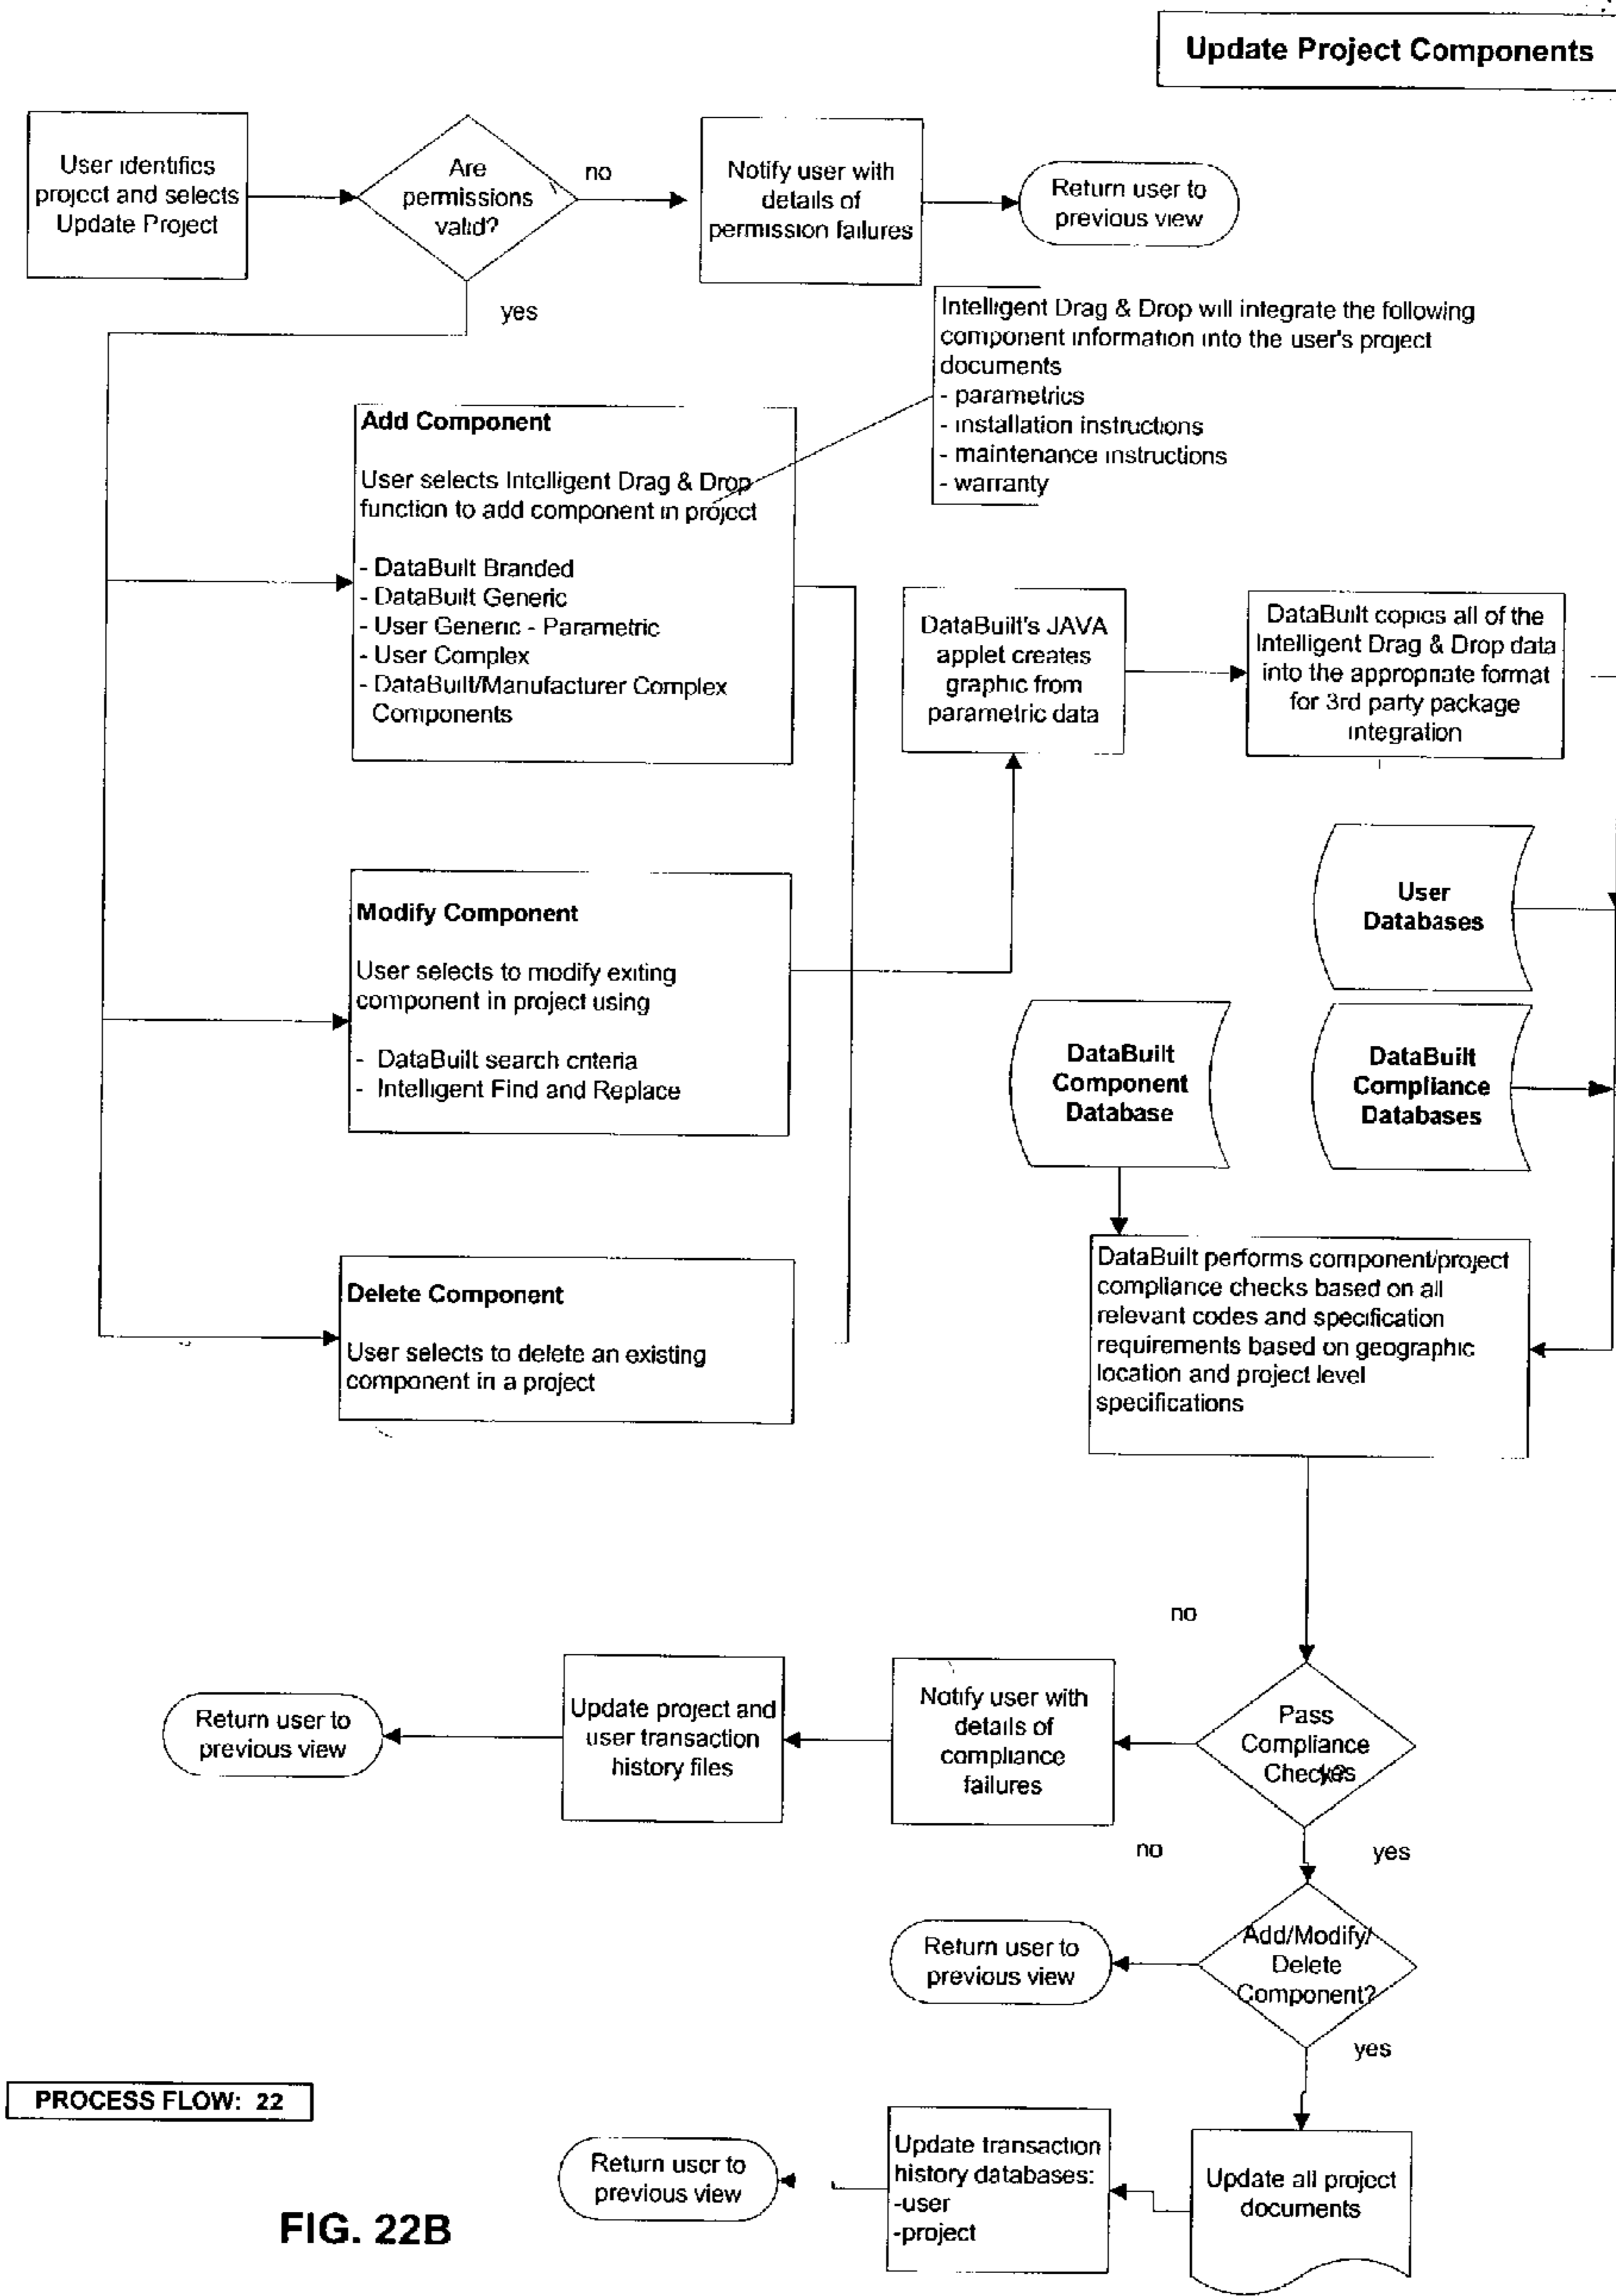 Update Project Components
User identifies
project and selects
Update Project
Are
permissions
valid?
no
yes
Notify user with
details of
permission failures
Return user to
previous view
Intelligent Drag & Drop will integrate the following
component information into the user's project
documents
- parametrics
- installation instructions
- maintenance instructions
- warranty
Add Component
User selects Intelligent Drag & Drop
function to add component in project
- DataBuilt Branded
- DataBuilt Generic
- User Generic - Parametric
- User Complex
- DataBuilt/Manufacturer Complex
Components
DataBuilt's JAVA
applet creates
graphic from
parametric data
DataBuilt copies all of the
Intelligent Drag & Drop data
into the appropriate format
for 3rd party package
integration
User
Databases
Modify Component
User selects to modify exiting
component in project using
- DataBuilt search criteria
- Intelligent Find and Replace
DataBuilt
Component
Database
DataBuilt
Compliance
Databases
Delete Component
User selects to delete an existing
component in a project
DataBuilt performs component/project
compliance checks based on all
relevant codes and specification
requirements based on geographic
location and project level
specifications
no
Return user to
previous view
Update project and
user transaction
history files
Notify user with
details of
compliance
failures
Pass
Compliance
Check?
yes
no
yes
Return user to
previous view
Add/Modify/
Delete
Component?
yes
PROCESS FLOW: 22
Return user to
previous view
Update transaction
history databases:
-user
-project
Update all project
documents
FIG. 22B